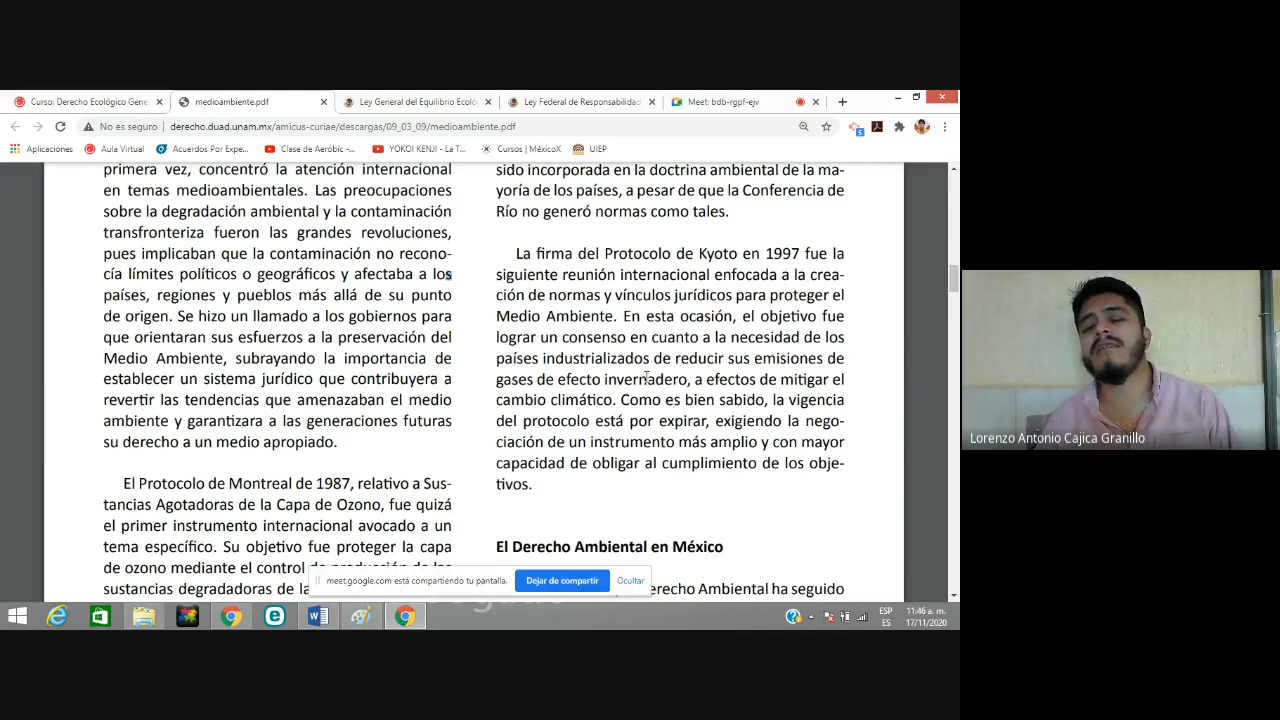 Curso: Derecho Ecológico Gene
medioambiente.pdf
Ley General del Equilibrio Ecoló
Ley Federal de Responsabilidad
Meet: bdb-rgpf-ejv
No es seguro
derecho.duad.unam.mx/amicus-curiae/descargas/09_03_09/medioambiente.pdf
5
Aplicaciones
Aula Virtual
Acuerdos Por Expe...
Clase de Aeróbic -...
YOKOI KENJI - La T...
Cursos | MéxicoX
UIEP
primera vez, concentró la atención internacional
en temas medioambientales. Las preocupaciones
sobre la degradación ambiental y la contaminación
transfronteriza fueron las grandes revoluciones,
pues implicaban que la contaminación no recono-
cía límites políticos o geográficos y afectaba a los
países, regiones y pueblos más allá de su punto
de origen. Se hizo un llamado a los gobiernos para
que orientaran sus esfuerzos a la preservación del
Medio Ambiente, subrayando la importancia de
establecer un sistema jurídico que contribuyera a
revertir las tendencias que amenazaban el medio
ambiente y garantizara a las generaciones futuras
su derecho a un medio apropiado.
El Protocolo de Montreal de 1987, relativo a Sus-
tancias Agotadoras de la Capa de Ozono, fue quizá
el primer instrumento internacional avocado a un
tema específico. Su objetivo fue proteger la capa
de ozono mediante el control de producción de las
sustancias degradadoras de la
sido incorporada en la doctrina ambiental de la ma-
yoría de los países, a pesar de que la Conferencia de
Río no generó normas como tales.
La firma del Protocolo de Kyoto en 1997 fue la
siguiente reunión internacional enfocada a la crea-
ción de normas y vínculos jurídicos para proteger el
Medio Ambiente. En esta ocasión, el objetivo fue
lograr un consenso en cuanto a la necesidad de los
países industrializados de reducir sus emisiones de
gases de efecto invernadero, a efectos de mitigar el
cambio climático. Como es bien sabido, la vigencia
del protocolo está por expirar, exigiendo la nego-
ciación de un instrumento más amplio y con mayor
capacidad de obligar al cumplimiento de los obje-
tivos.
El Derecho Ambiental en México
erecho Ambiental ha seguido
meet.google.com está compartiendo tu pantalla.
Dejar de compartir
Ocultar
ESP
ES
11:46 a. m.
17/11/2020
Lorenzo Antonio Cajica Granillo